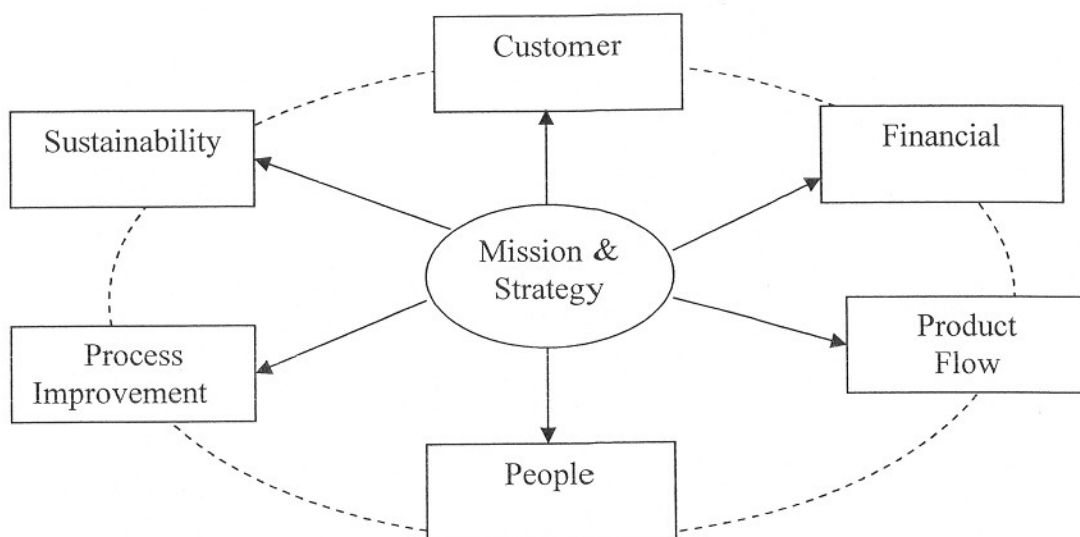 Customer
Sustainability
Financial
Mission &
Strategy
Process
Improvement
Product
Flow
People